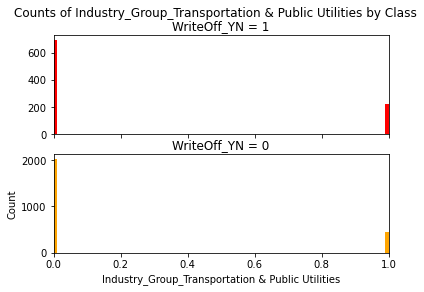 Counts of Industry_Group_Transportation & Public Utilities by Class
WriteOff_YN = 1
600
400
200
0
WriteOff_YN = 0
2000
1000
0
Count
0.0 0.2 0.4 0.6 0.8 1.0
Industry_Group_Transportation & Public Utilities